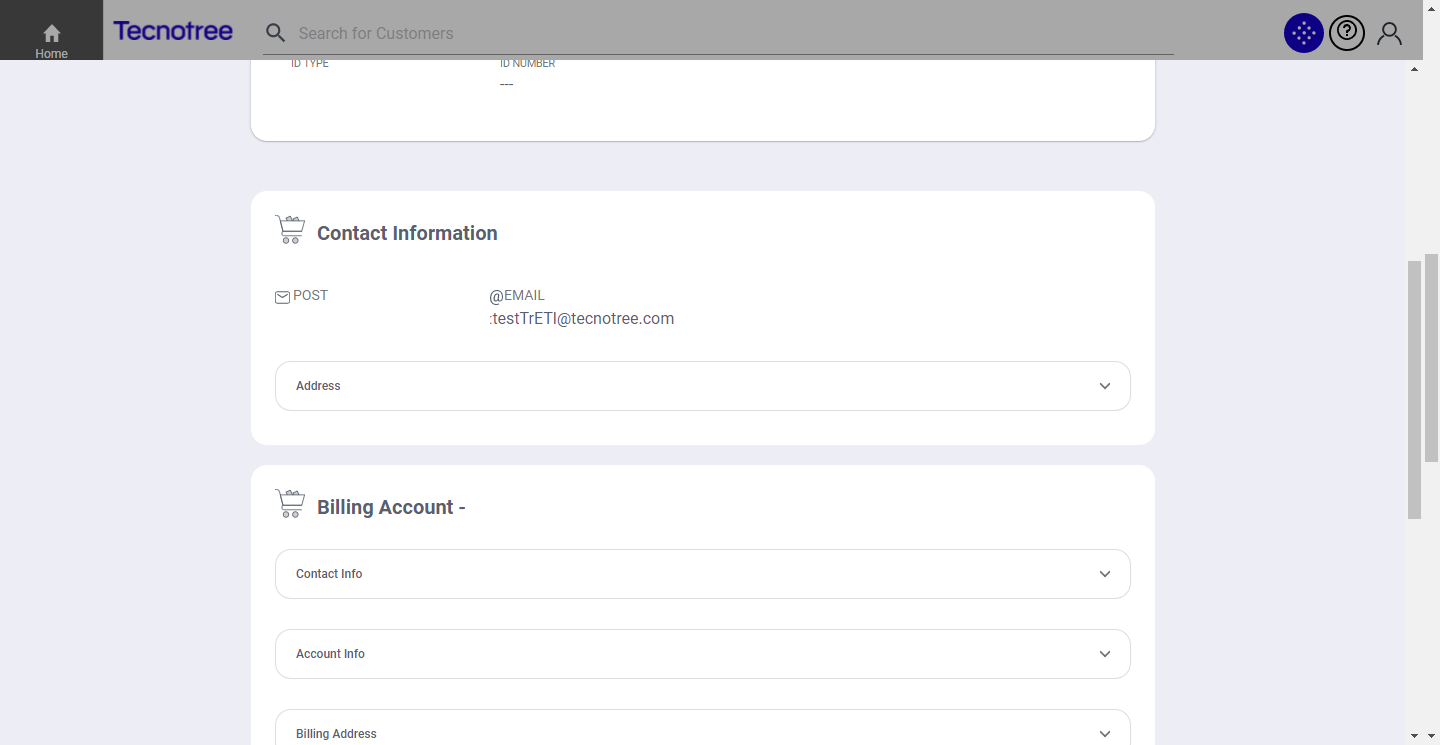 Home
Tecnotree
Search for Customers
ID TYPE
ID NUMBER
---
Contact Information
POST
@EMAIL
:testTrETI@tecnotree.com
Address
Billing Account -
Contact Info
Account Info
Billing Address